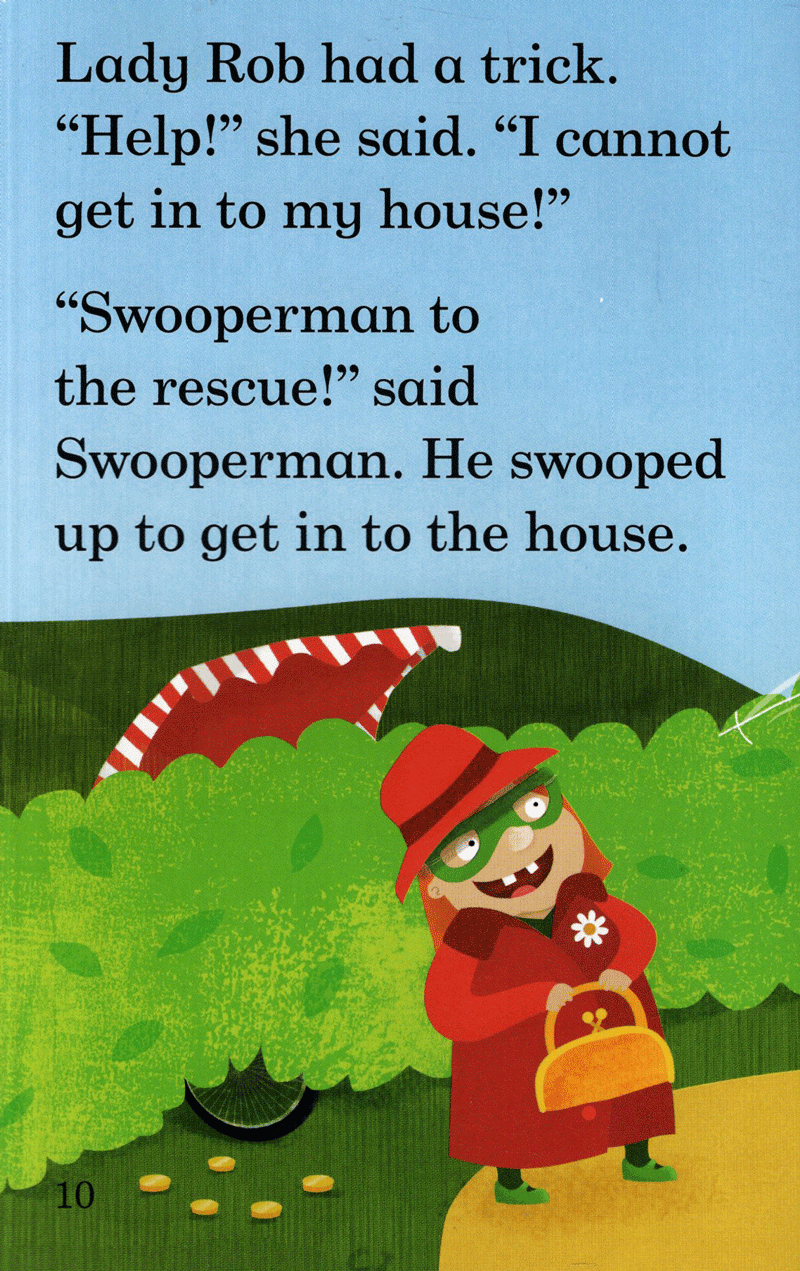 Lady Rob had a trick.
“Help!” she said. “I cannot
get in to my house!”
“Swooperman to
the rescue!” said
Swooperman. He swooped
up to get in to the house.
10